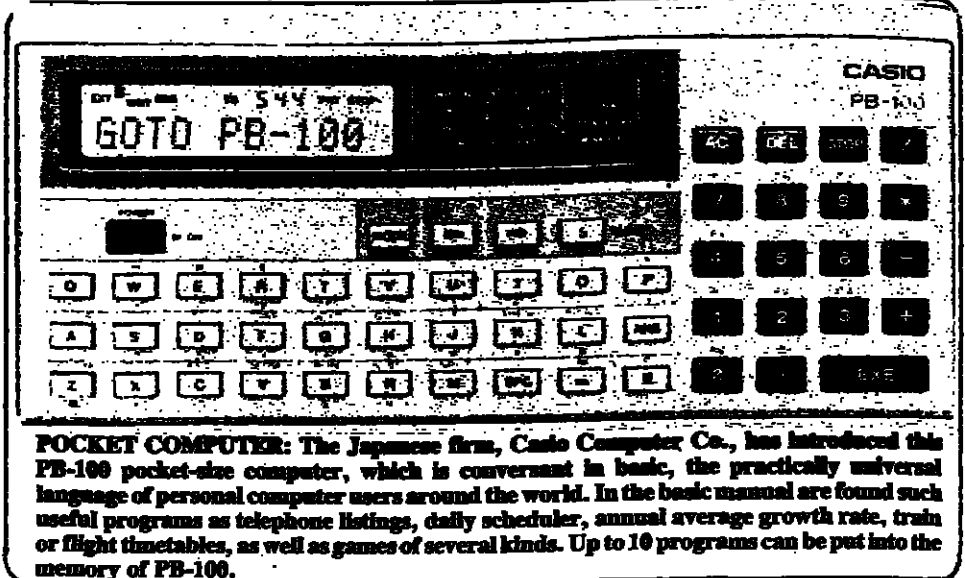 CASIO
PB-100
544
GOTO PB-100
AC DEL STOP
7 8 9 *
4 5 6 -
Q W E R T Y U I O P
A S D F G H J K L ANS
1 2 3 +
Z X C V B N M SPC =
EXE
POCKET COMPUTER: The Japanese firm, Casio Computer Co., has introduced this
PB-100 pocket-size computer, which is conversant in basic, the practically universal
language of personal computer users around the world. In the basic manual are found such
useful programs as telephone listings, daily scheduler, annual average growth rate, train
or flight timetables, as well as games of several kinds. Up to 10 programs can be put into the
memory of PB-100.